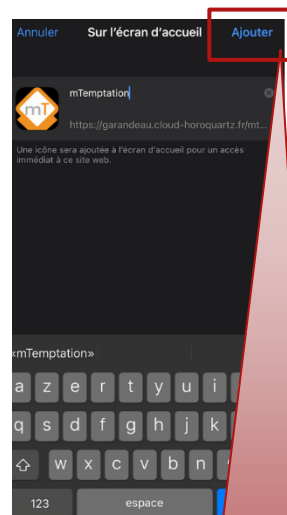 Annuler Sur l'écran d'accueil Ajouter
mT
mTemptation
https://garandeau.cloud-horoquartz.fr/mt...
Une icône sera ajoutée à l'écran d'accueil pour un accès
immédiat à ce site web.
«mTemptation»
a z e r t y u i
q s d f g h j k
w x c v b n
123 espace